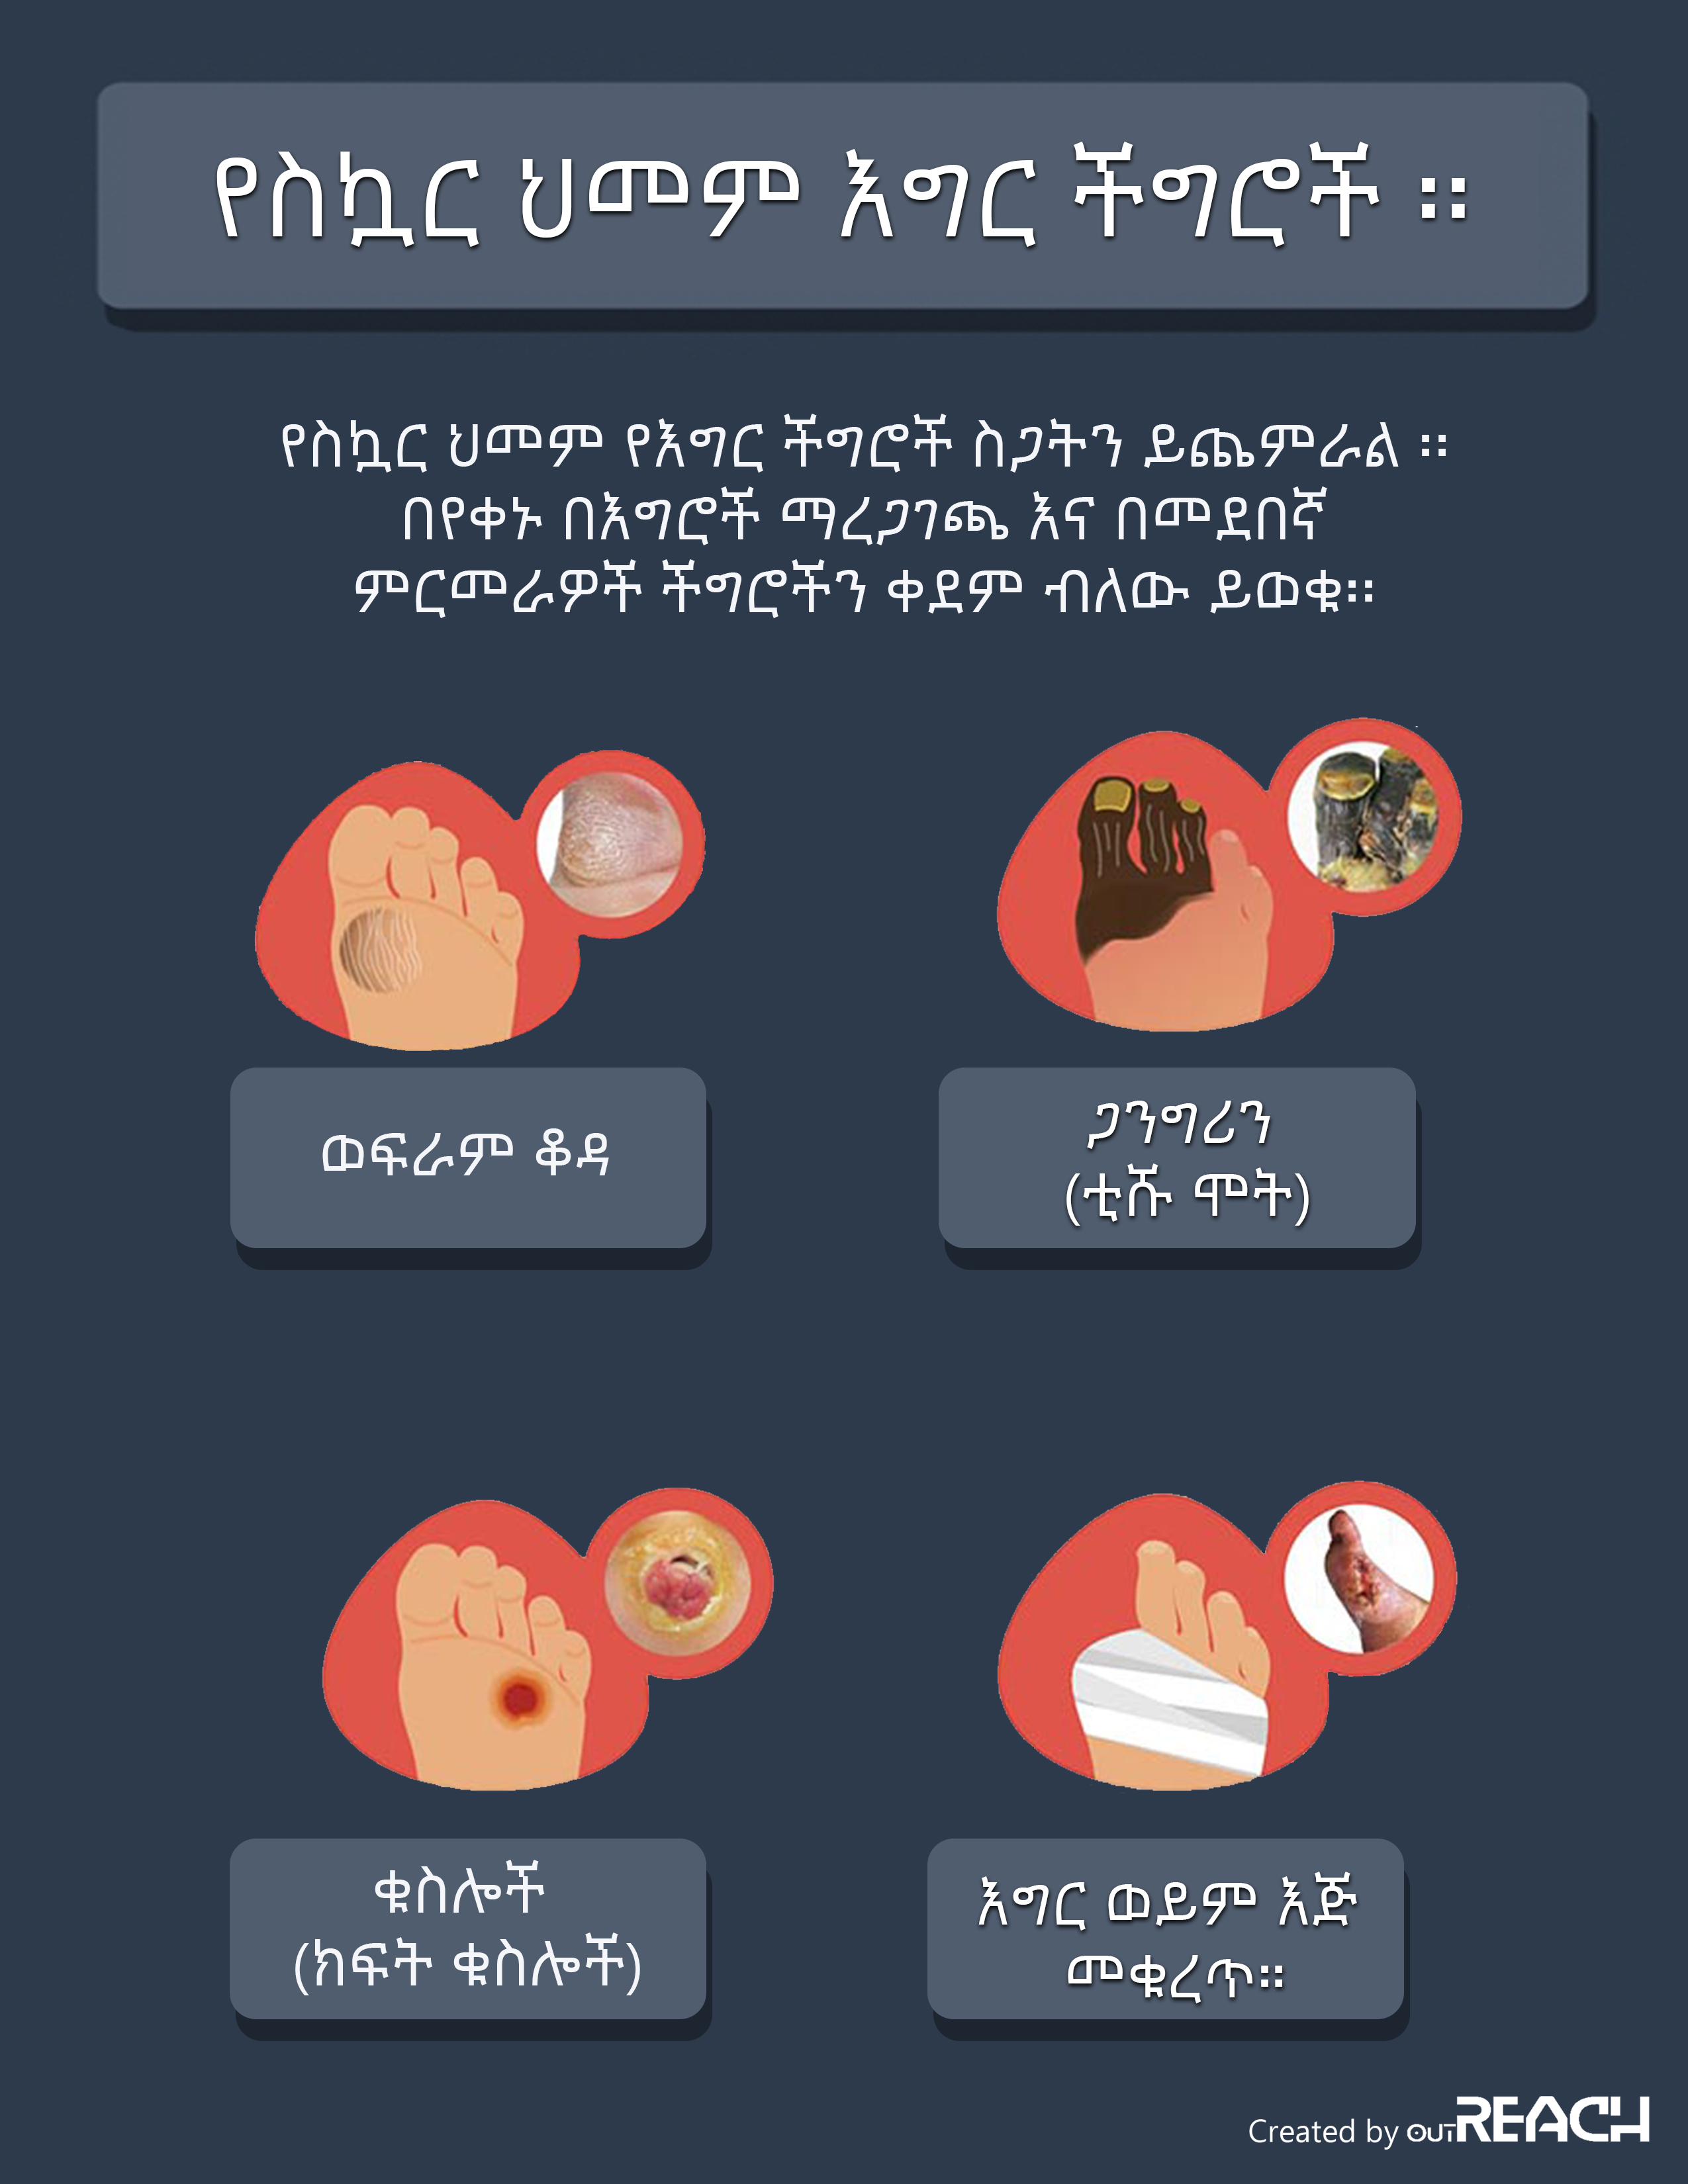 የስኳር ህመም እግር ችግሮች ።
የስኳር ህመም የእግር ችግሮች ስጋትን ይጨምራል ።
በየቀኑ በእግሮች ማረጋገጫ እና በመደበኛ
ምርመራዎች ችግሮችን ቀደም ብለው ይወቁ።
ወፍራም ቆዳ
ጋንግሪን
(ቲሹ ሞት)
ቁስሎች
(ክፍት ቁስሎች)
እግር ወይም እጅ
መቁረጥ።
Created by OUTREACH